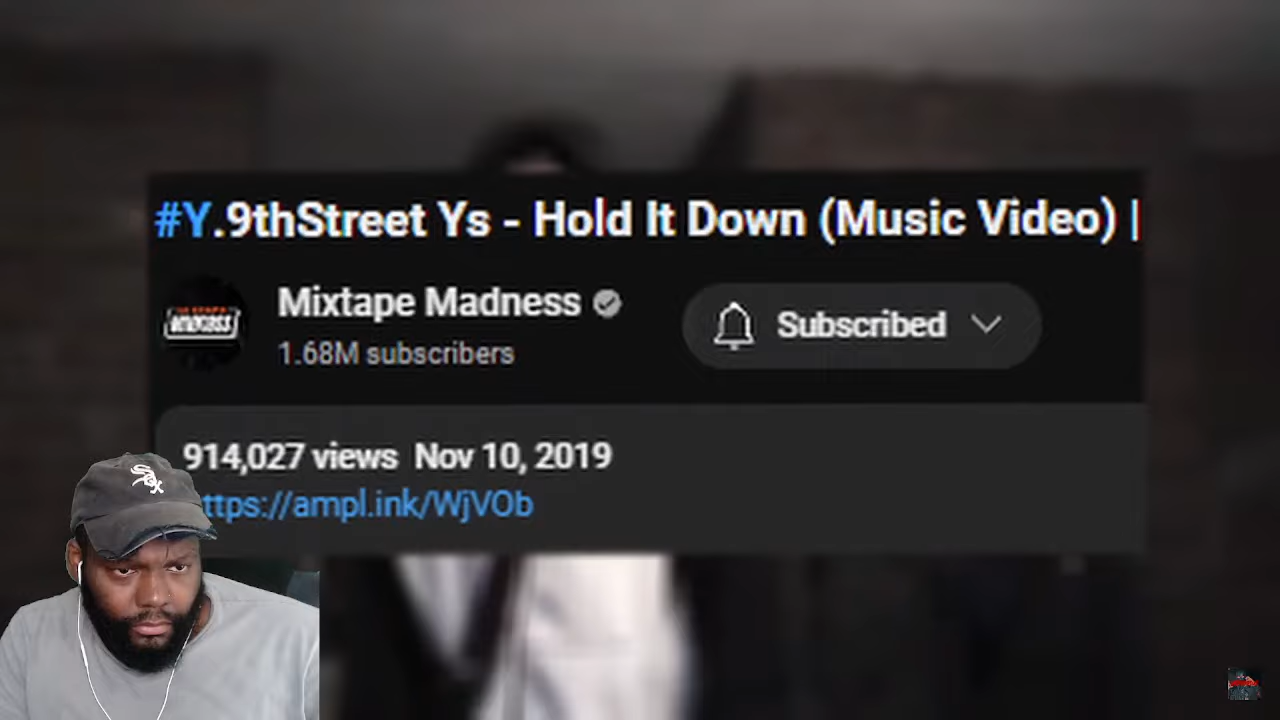 #Y.9thStreet Ys - Hold It Down (Music Video) |
Mixtape Madness
1.68M subscribers
Subscribed
914,027 views Nov 10, 2019
ttps://ampl.ink/WjVOb